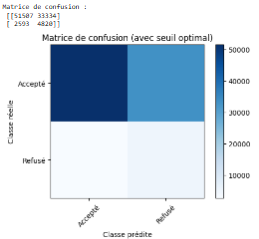 Matrice de confusion :
[[51507 33334]
[ 2593 4820]]
Matrice de confusion (avec seuil optimal)
Classe réelle
Accepté
Refusé
Accepté
Refusé
Classe prédite
50000
40000
30000
20000
10000